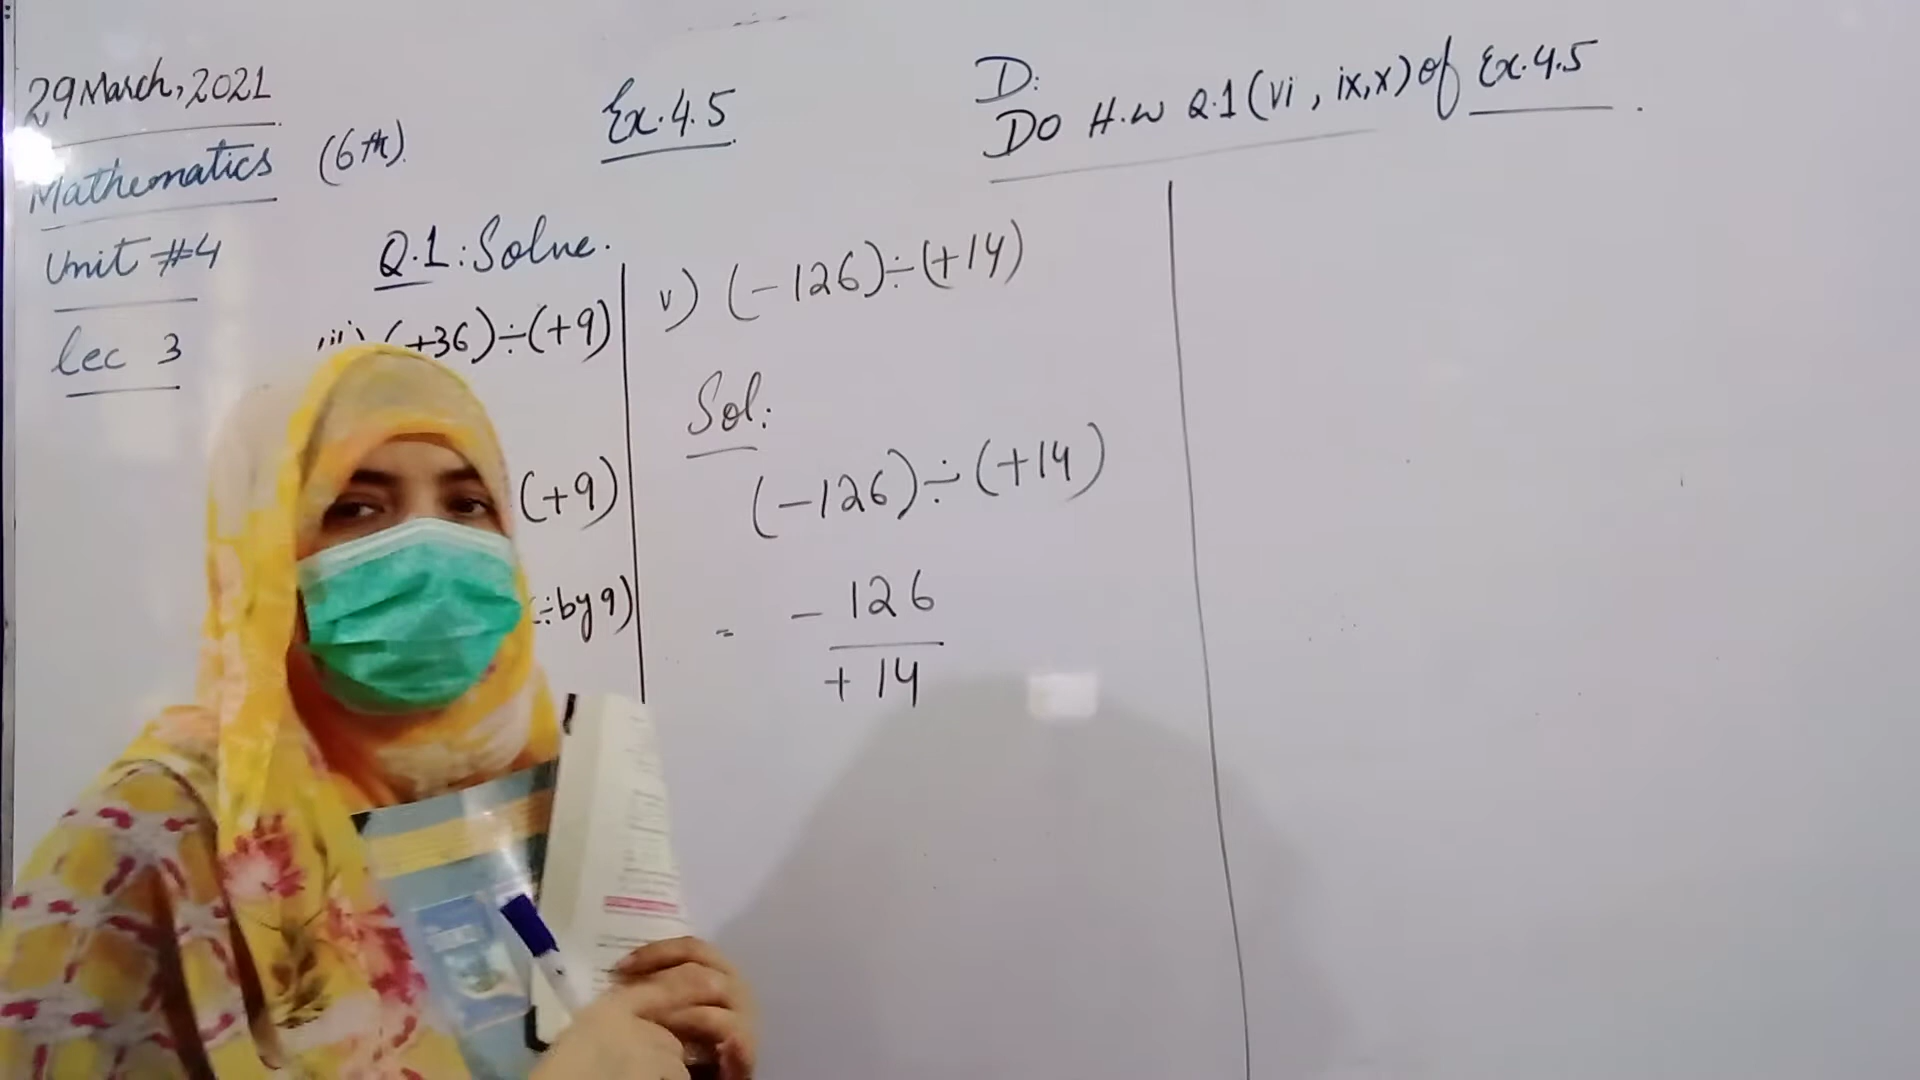 29 March, 2021
Mathematics (6th).
Unit #4
Lec 3
Ex.4.5
D:
Do H.W Q.1 (vi, ix, x) of Ex.4.5.
Q.1: Solve.
iii) (+36)÷(+9)
(+9)
(÷by 9)
v) (-126)÷(+14)
Sol:
(-126)÷(+14)
= -126
+14